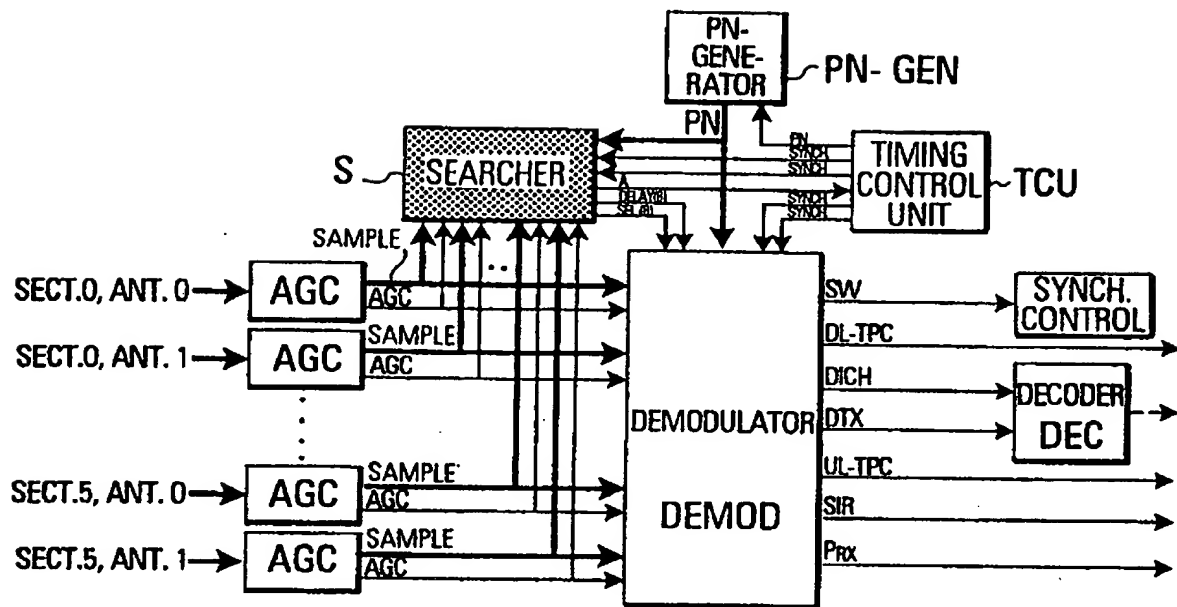 PN-
GENE-
RATOR
PN- GEN
PN
PN
SYNCH
SYNCH
TIMING
CONTROL
UNIT
TCU
S
SEARCHER
A
DELAY(8)
SEL(8)
SYNCH
SYNCH
SAMPLE
SECT.0, ANT. 0
AGC
AGC
SAMPLE
SECT.0, ANT. 1
AGC
AGC
SAMPLE
SECT.5, ANT. 0
AGC
AGC
SAMPLE
SECT.5, ANT. 1
AGC
AGC
DEMODULATOR
DEMOD
SW
SYNCH.
CONTROL
DL-TPC
DICH
DTX
DECODER
DEC
UL-TPC
SIR
PRX